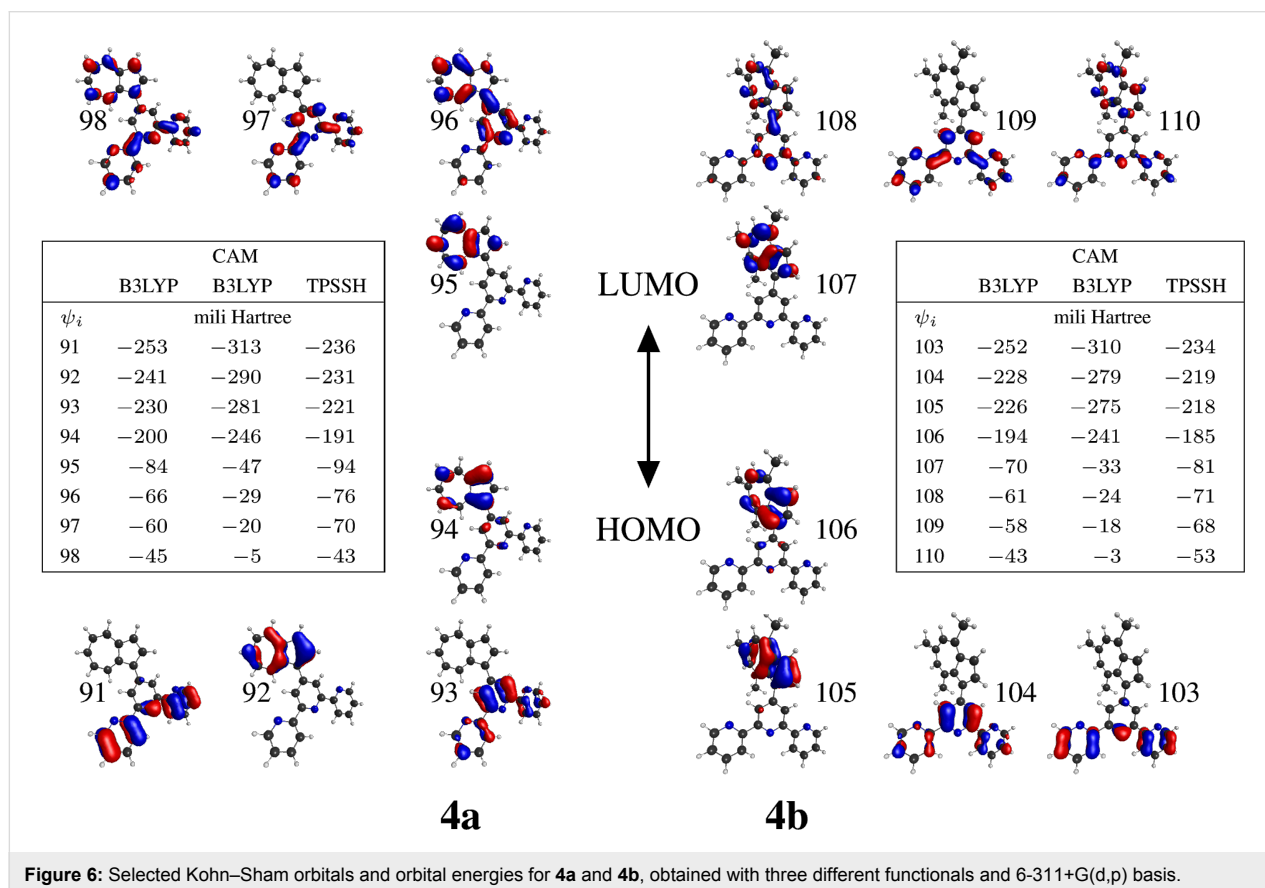 98 97 96 108 109 110
95 LUMO 107
CAM
B3LYP B3LYP TPSSH
ψi mili Hartree
91 −253 −313 −236
92 −241 −290 −231
93 −230 −281 −221
94 −200 −246 −191
95 −84 −47 −94
96 −66 −29 −76
97 −60 −20 −70
98 −45 −5 −43
CAM
B3LYP B3LYP TPSSH
ψi mili Hartree
103 −252 −310 −234
104 −228 −279 −219
105 −226 −275 −218
106 −194 −241 −185
107 −70 −33 −81
108 −61 −24 −71
109 −58 −18 −68
110 −43 −3 −53
94 HOMO 106
91 92 93 105 104 103
4a 4b
Figure 6: Selected Kohn–Sham orbitals and orbital energies for 4a and 4b, obtained with three different functionals and 6-311+G(d,p) basis.